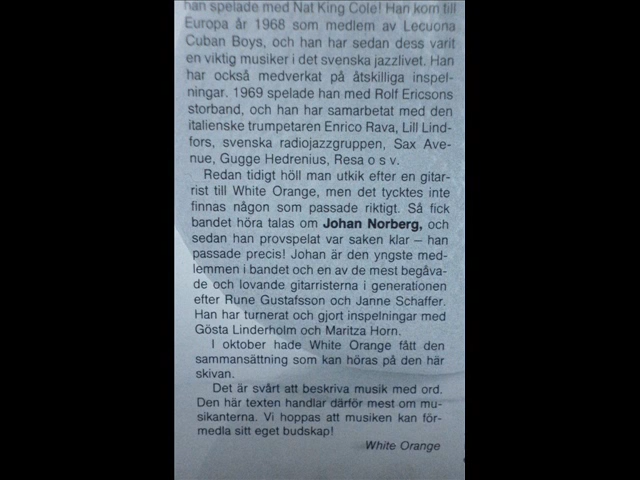 han spelade med Nat King Cole! Han kom till
Europa år 1968 som medlem av Lecuona
Cuban Boys, och han har sedan dess varit
en viktig musiker i det svenska jazzlivet. Han
har också medverkat på åtskilliga inspel-
ningar. 1969 spelade han med Rolf Ericsons
storband, och han har samarbetat med den
italienske trumpetaren Enrico Rava, Lill Lind-
fors, svenska radiojazzgruppen, Sax Ave-
nue, Gugge Hedrenius, Resa o s v.
Redan tidigt höll man utkik efter en gitar-
rist till White Orange, men det tycktes inte
finnas någon som passade riktigt. Så fick
bandet höra talas om Johan Norberg, och
sedan han provspelat var saken klar – han
passade precis! Johan är den yngste med-
lemmen i bandet och en av de mest begåva-
de och lovande gitarristerna i generationen
efter Rune Gustafsson och Janne Schaffer.
Han har turnerat och gjort inspelningar med
Gösta Linderholm och Maritza Horn.
I oktober hade White Orange fått den
sammansättning som kan höras på den här
skivan.
Det är svårt att beskriva musik med ord.
Den här texten handlar därför mest om mu-
sikanterna. Vi hoppas att musiken kan för-
medla sitt eget budskap!
White Orange